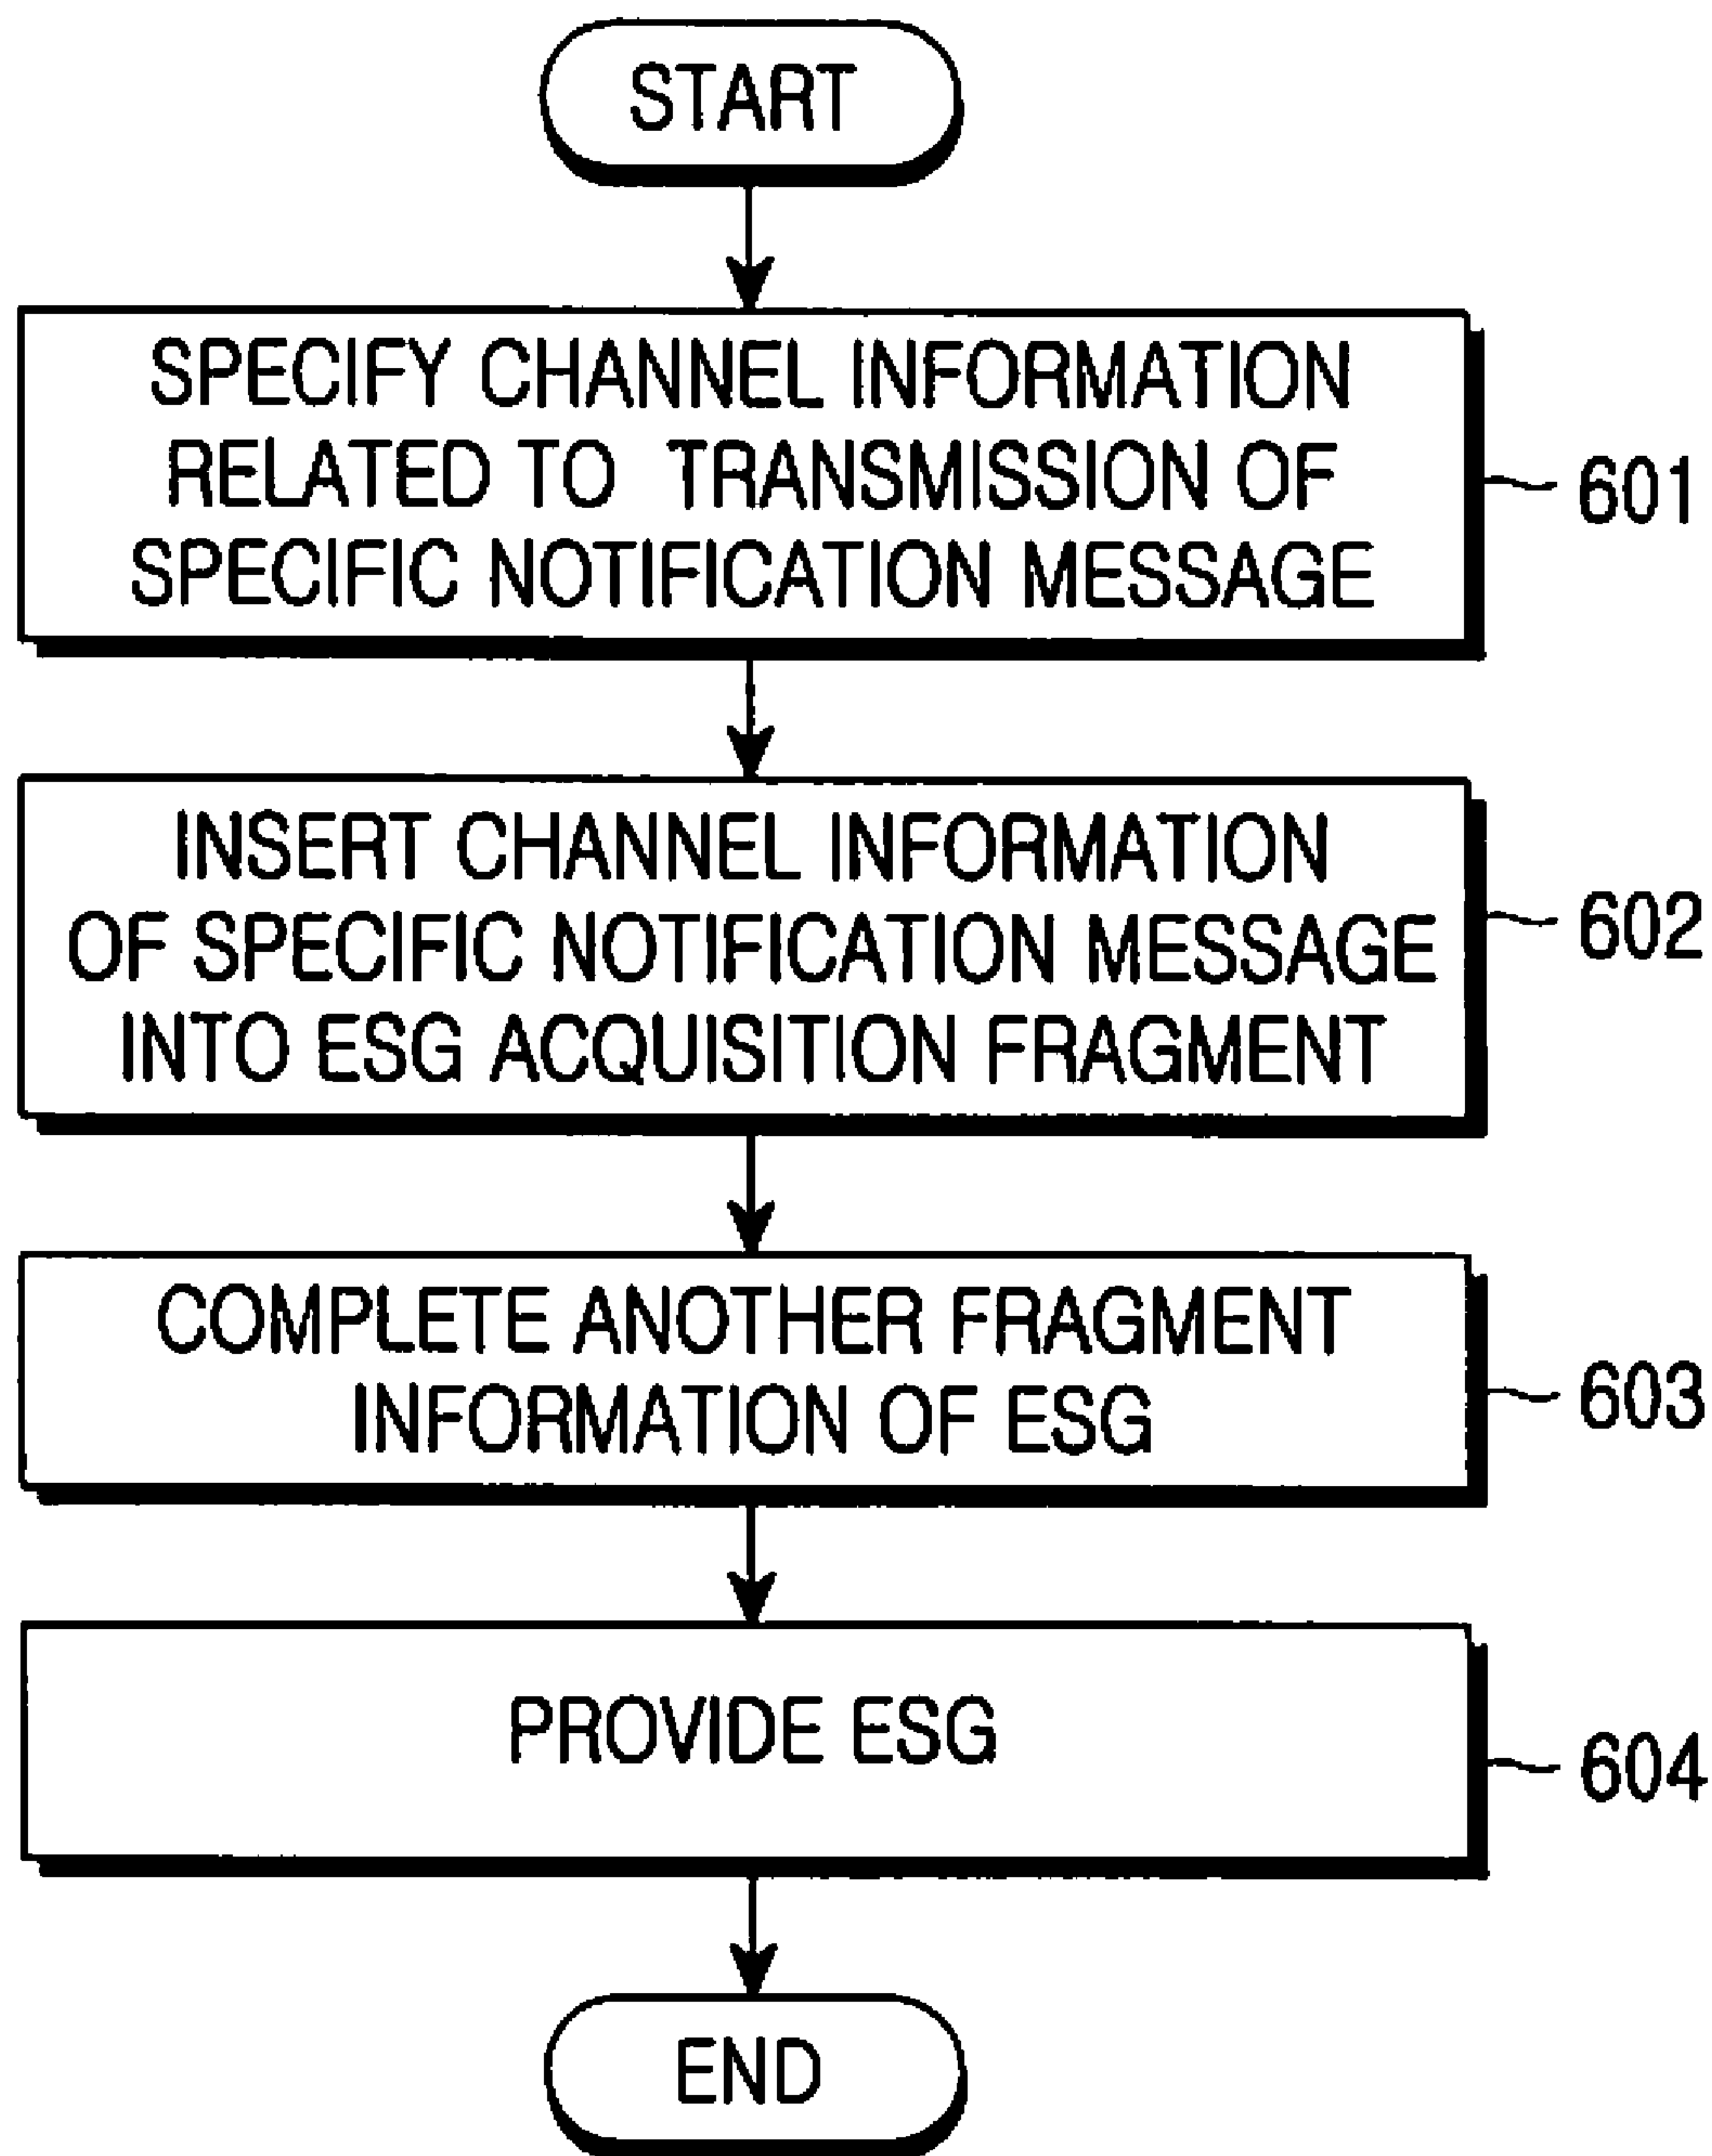 START
SPECIFY CHANNEL INFORMATION
RELATED TO TRANSMISSION OF
SPECIFIC NOTIFICATION MESSAGE
601
INSERT CHANNEL INFORMATION
OF SPECIFIC NOTIFICATION MESSAGE
INTO ESG ACQUISITION FRAGMENT
602
COMPLETE ANOTHER FRAGMENT
INFORMATION OF ESG
603
PROVIDE ESG
604
END